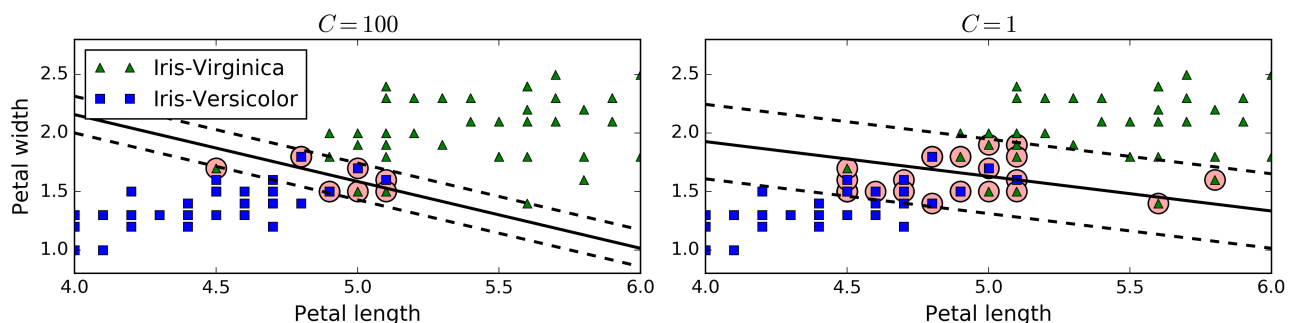 C = 100
Iris-Virginica
Iris-Versicolor
Petal width
2.5
2.0
1.5
1.0
4.0 4.5 5.0 5.5 6.0
Petal length
C = 1
2.5
2.0
1.5
1.0
4.0 4.5 5.0 5.5 6.0
Petal length